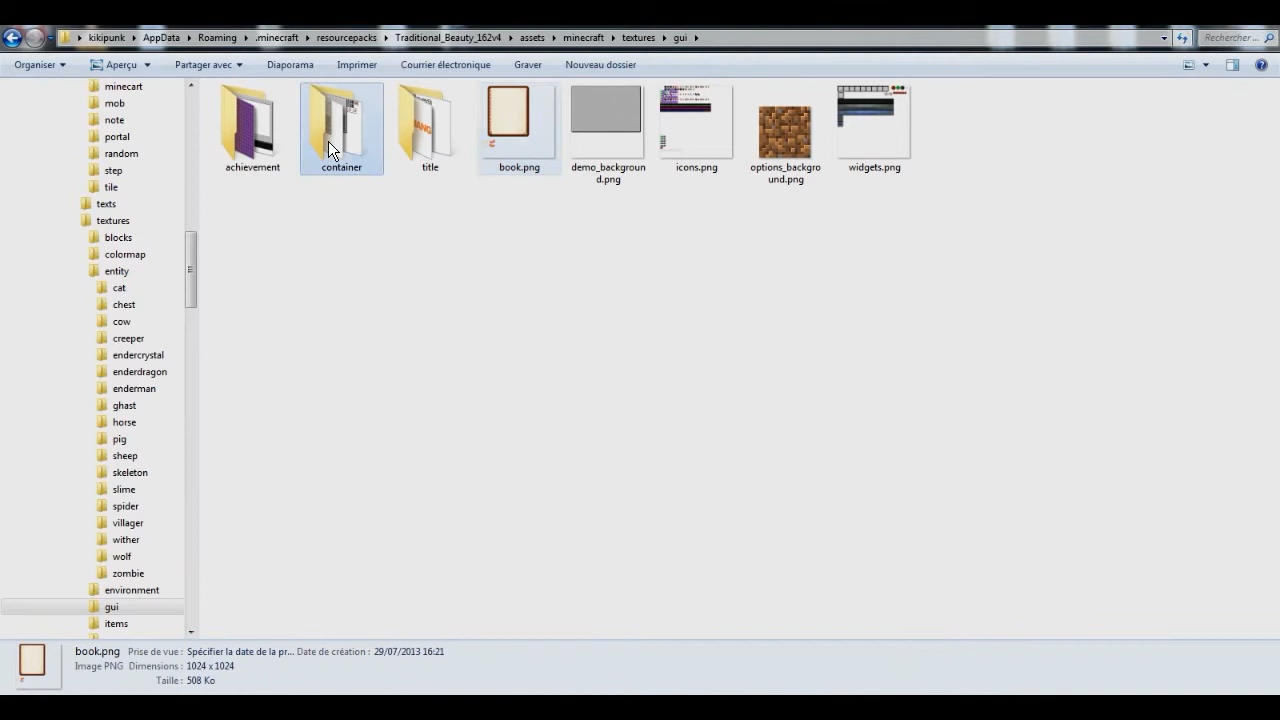 kikipunk ▸ AppData ▸ Roaming ▸ .minecraft ▸ resourcepacks ▸ Traditional_Beauty_162v4 ▸ assets ▸ minecraft ▸ textures ▸ gui ▸
Rechercher ...
Organiser Aperçu Partager avec Diaporama Imprimer Courrier électronique Graver Nouveau dossier
minecart
mob
note
portal
random
step
tile
texts
textures
blocks
colormap
entity
cat
chest
cow
creeper
endercrystal
enderdragon
enderman
ghast
horse
pig
sheep
skeleton
slime
spider
villager
wither
wolf
zombie
environment
gui
items
achievement
container
title
book.png
demo_backgroun
d.png
icons.png
options_backgro
und.png
widgets.png
book.png Prise de vue : Spécifier la date de la pr... Date de création : 29/07/2013 16:21
Image PNG Dimensions : 1024 x 1024
Taille : 508 Ko